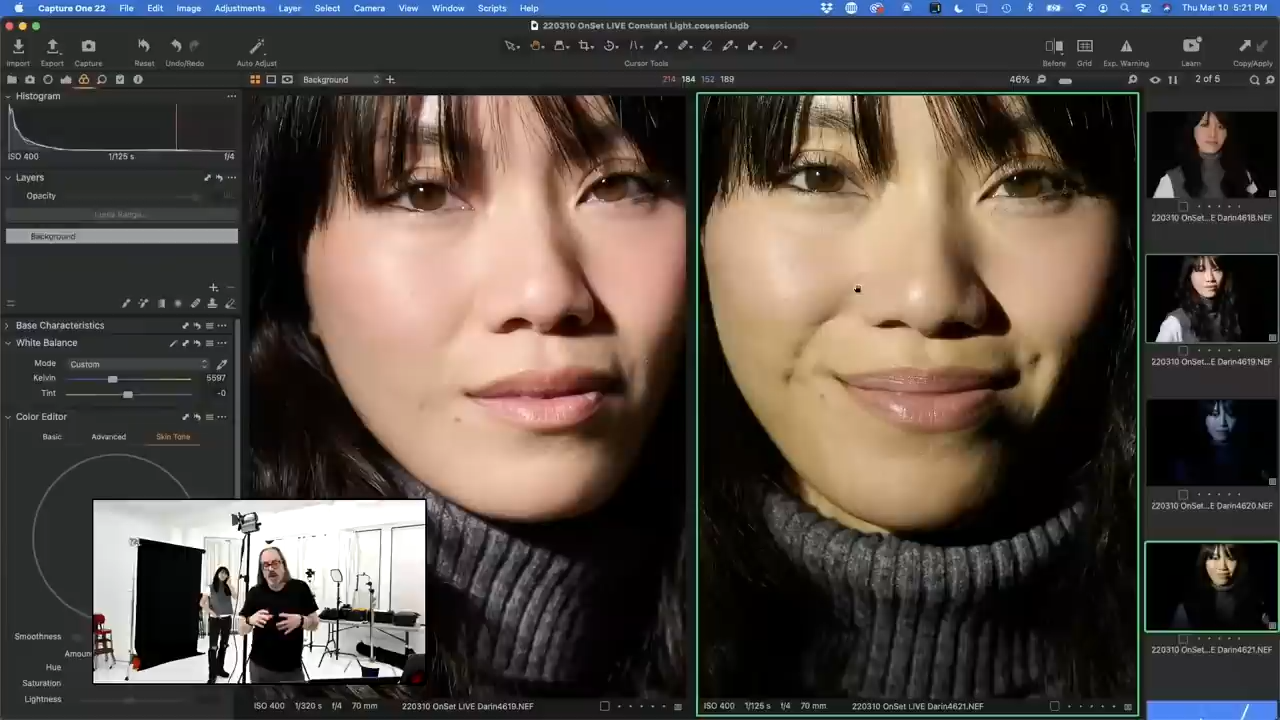 Capture One 22 File Edit Image Adjustments Layer Select Camera View Window Scripts Help Thu Mar 10 5:21 PM
220310 OnSet LIVE Constant Light.cosessiondb
Import Export Capture Reset Undo/Redo Auto Adjust Cursor Tools Before Grid Exp. Warning Learn Copy/Apply
Background 214 184 152 189 46% 2 of 5
Histogram
ISO 400 1/125 s f/4
Layers
Opacity
Luma Range...
Background
Base Characteristics
White Balance
Mode Custom
Kelvin 5597
Tint -0
Color Editor
Basic Advanced Skin Tone
Smoothness
Amoun
Hue
Saturation
Lightness
ISO 400 1/320 s f/4 70 mm 220310 OnSet LIVE Darin4619.NEF
ISO 400 1/125 s f/4 70 mm 220310 OnSet LIVE Darin4621.NEF
220310 OnSet...E Darin4618.NEF
220310 OnSet...E Darin4619.NEF
220310 OnSet...E Darin4620.NEF
220310 OnSet...E Darin4621.NEF